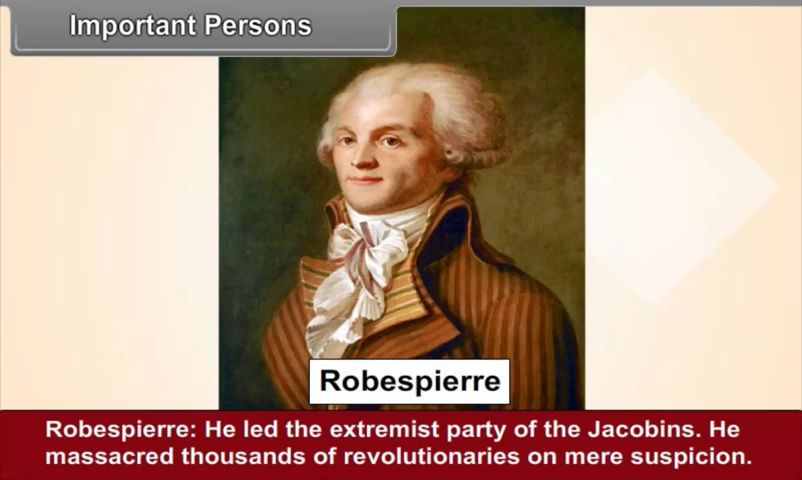 Important Persons
Robespierre
Robespierre: He led the extremist party of the Jacobins. He
massacred thousands of revolutionaries on mere suspicion.